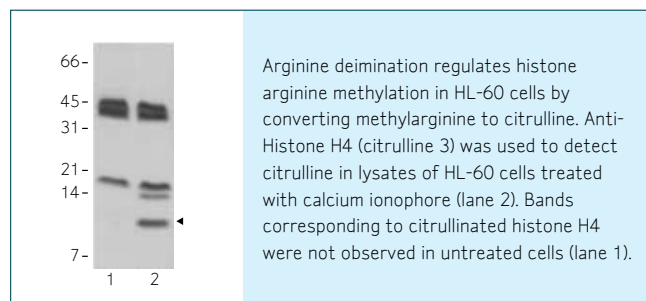 66-
45-
31-
21-
14-
7-
1 2
Arginine deimination regulates histone
arginine methylation in HL-60 cells by
converting methylarginine to citrulline. Anti-
Histone H4 (citrulline 3) was used to detect
citrulline in lysates of HL-60 cells treated
with calcium ionophore (lane 2). Bands
corresponding to citrullinated histone H4
were not observed in untreated cells (lane 1).